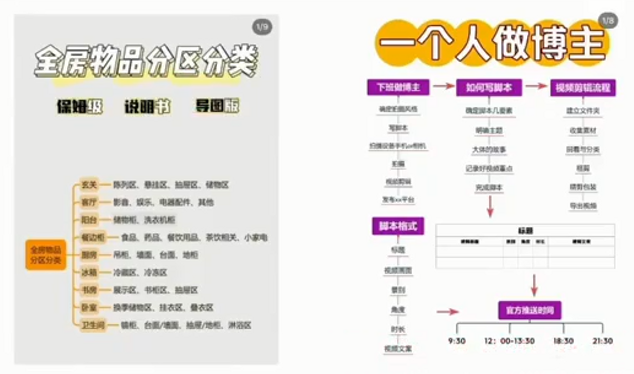 1/9
全房物品分区分类
保姆级 说明书 导图版
全房物品分区分类
玄关 陈列区、悬挂区、抽屉区、储物区
客厅 影音、娱乐、电器配件、其他
阳台 储物柜、洗衣机柜
餐边柜 食品、药品、餐饮用品、茶饮相关、小家电
厨房 吊柜、墙面、台面、地柜
冰箱 冷藏区、冷冻区
书房 展示区、书柜区、抽屉区
卧室 换季储物区、挂衣区、叠衣区
卫生间 镜柜、台面/墙面、抽屉/地柜、淋浴区
1/8
一个人做博主
下班做博主
确定拍摄风格
写脚本
扫描设备手机or相机
拍摄
视频剪辑
发布xx平台
如何写脚本
确定脚本几要素
明确主题
大体的故事
记录好视频重点
完成脚本
视频剪辑流程
建立文件夹
收集素材
回看与分类
粗剪
精剪包装
导出视频
脚本格式
标题
视频画面
景别
角度
时长
视频文案
标题
官方推送时间
9:30 12：00-13:30 18:30 21:30